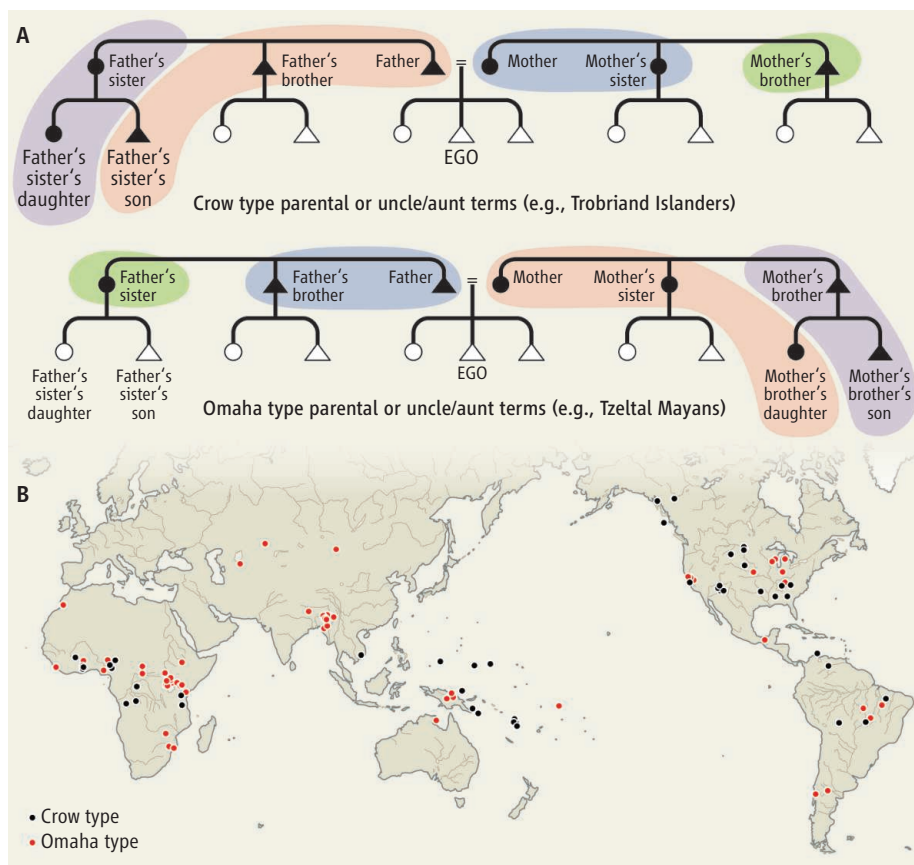 A
Father's
sister
Father's
brother
Father
=
Mother
Mother's
sister
Mother's
brother
Father's
sister's
daughter
Father's
sister's
son
EGO
Crow type parental or uncle/aunt terms (e.g., Trobriand Islanders)
Father's
sister
Father's
brother
Father
=
Mother
Mother's
sister
Mother's
brother
Father's
sister's
daughter
Father's
sister's
son
EGO
Mother's
brother's
daughter
Mother's
brother's
son
Omaha type parental or uncle/aunt terms (e.g., Tzeltal Mayans)
B
Crow type
Omaha type